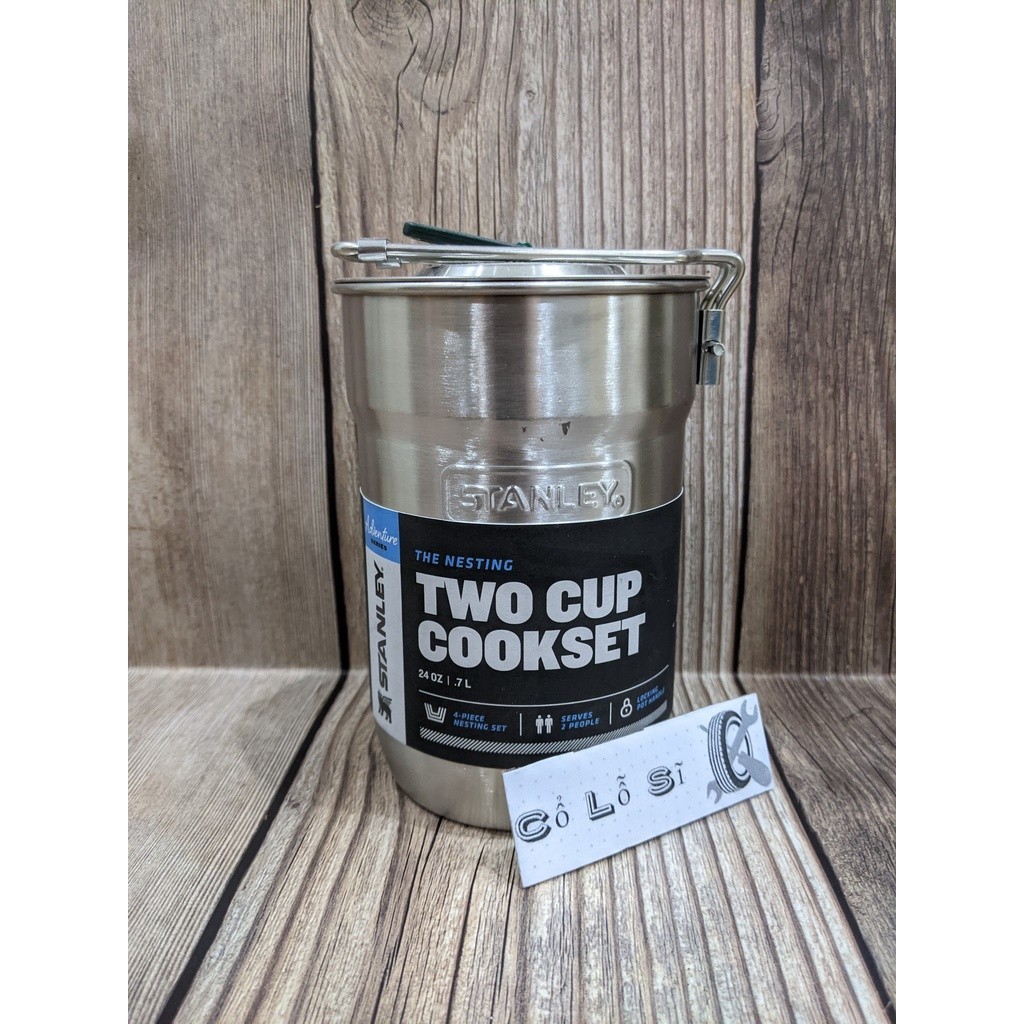 STANLEY
Adventure
SERIES
STANLEY
THE NESTING
TWO CUP
COOKSET
24 OZ | .7 L
4-PIECE
NESTING SET
SERVES
2 PEOPLE
LOCKING
POT HANDLE
Cổ Lỗ Sĩ